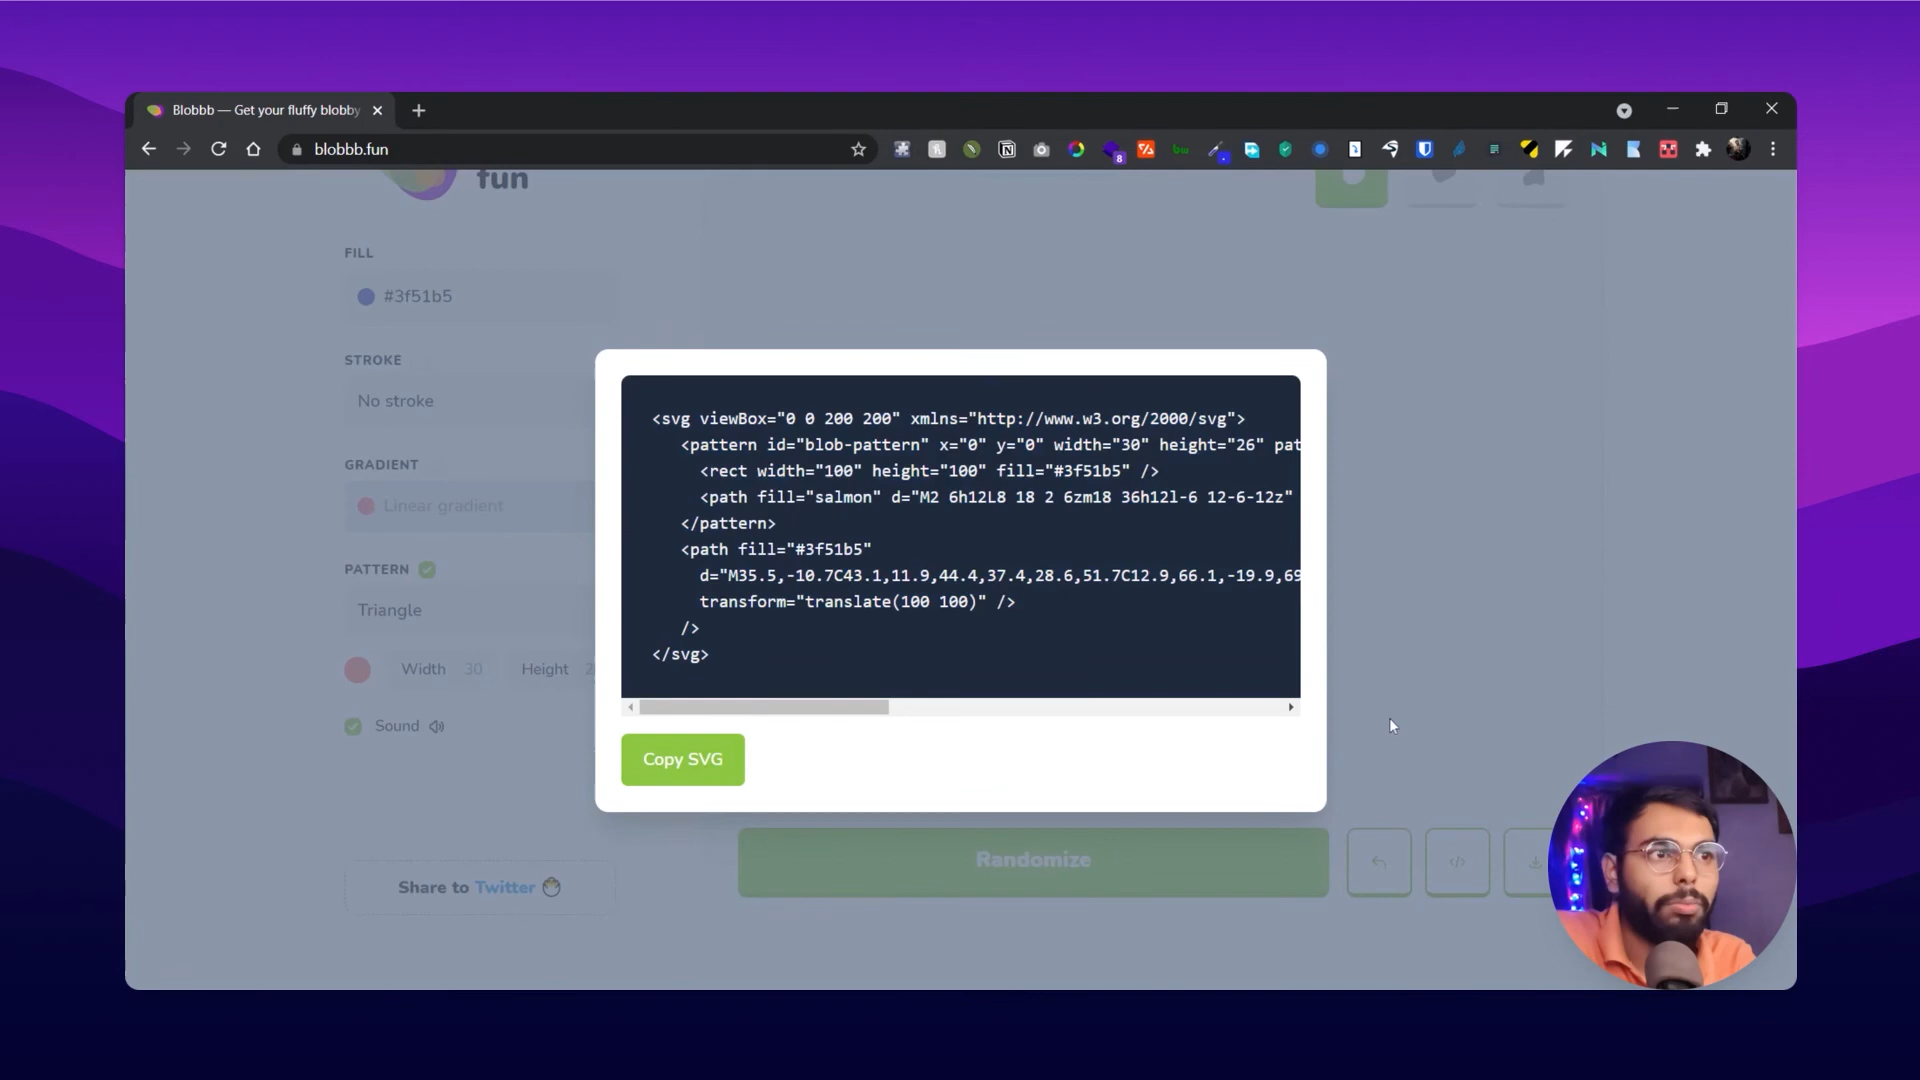 Blobbb — Get your fluffy blobby
blobbb.fun
8
bw
fun
FILL
#3f51b5
STROKE
No stroke
GRADIENT
Linear gradient
PATTERN
Triangle
Width 30 Height
Sound
<svg viewBox="0 0 200 200" xmlns="http://www.w3.org/2000/svg">
<pattern id="blob-pattern" x="0" y="0" width="30" height="26" pat
<rect width="100" height="100" fill="#3f51b5" />
<path fill="salmon" d="M2 6h12L8 18 2 6zm18 36h12l-6 12-6-12z"
</pattern>
<path fill="#3f51b5"
d="M35.5,-10.7C43.1,11.9,44.4,37.4,28.6,51.7C12.9,66.1,-19.9,69
transform="translate(100 100)" />
/>
</svg>
Copy SVG
Randomize
Share to Twitter